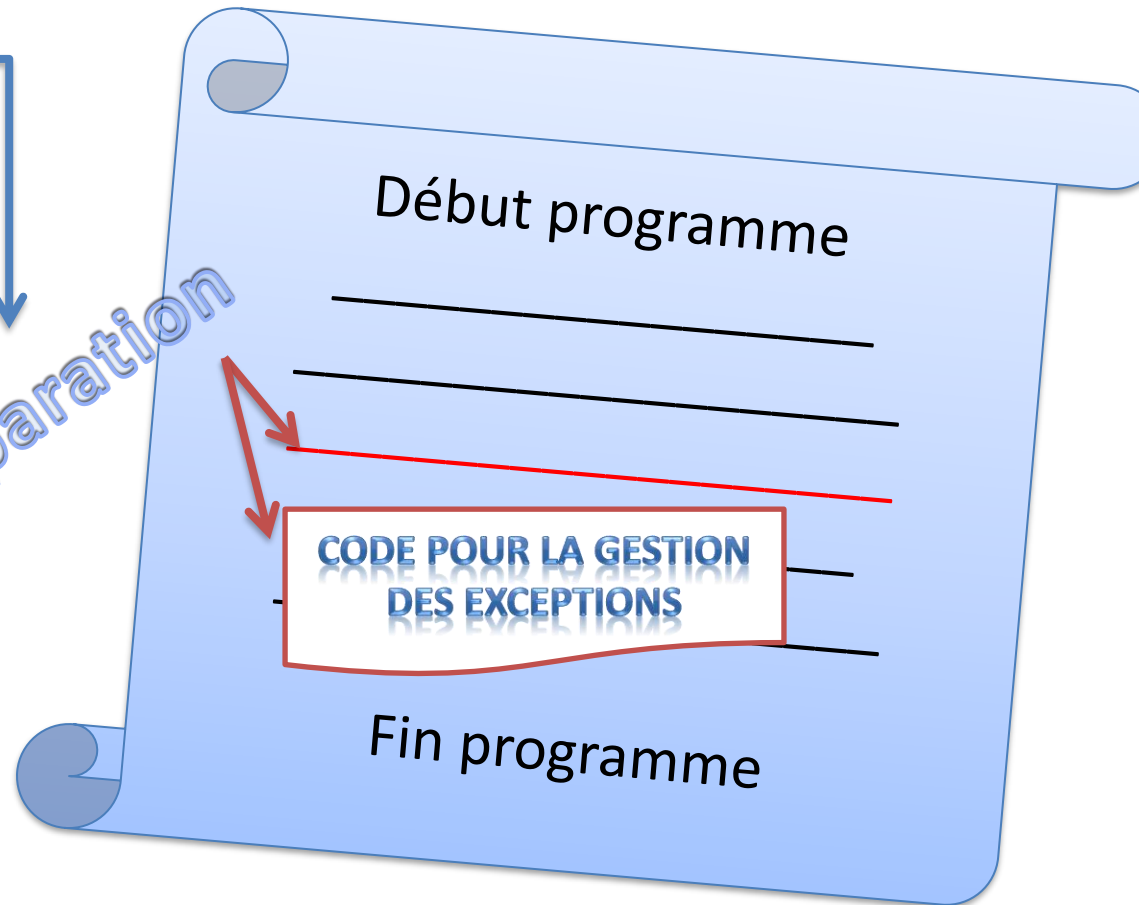 Début programme
CODE POUR LA GESTION
DES EXCEPTIONS
Fin programme